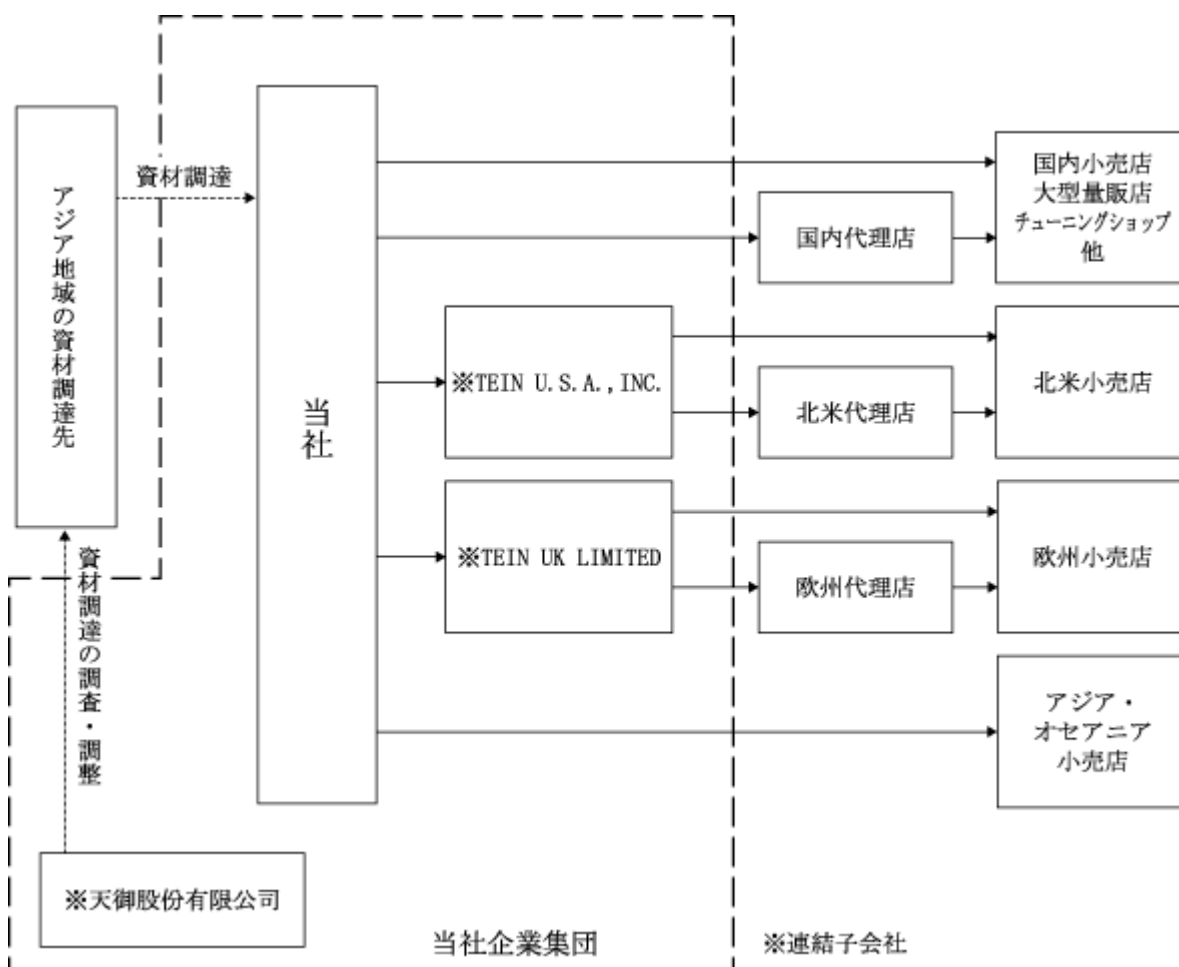 アジア地域の資材調達先
資材調達
当社
国内小売店
大型量販店
チューニングショップ
他
国内代理店
※TEIN U.S.A.,INC.
北米代理店
北米小売店
※TEIN UK LIMITED
欧州代理店
欧州小売店
アジア・
オセアニア
小売店
資材調達の調査・調整
※天御股份有限公司
当社企業集団
※連結子会社